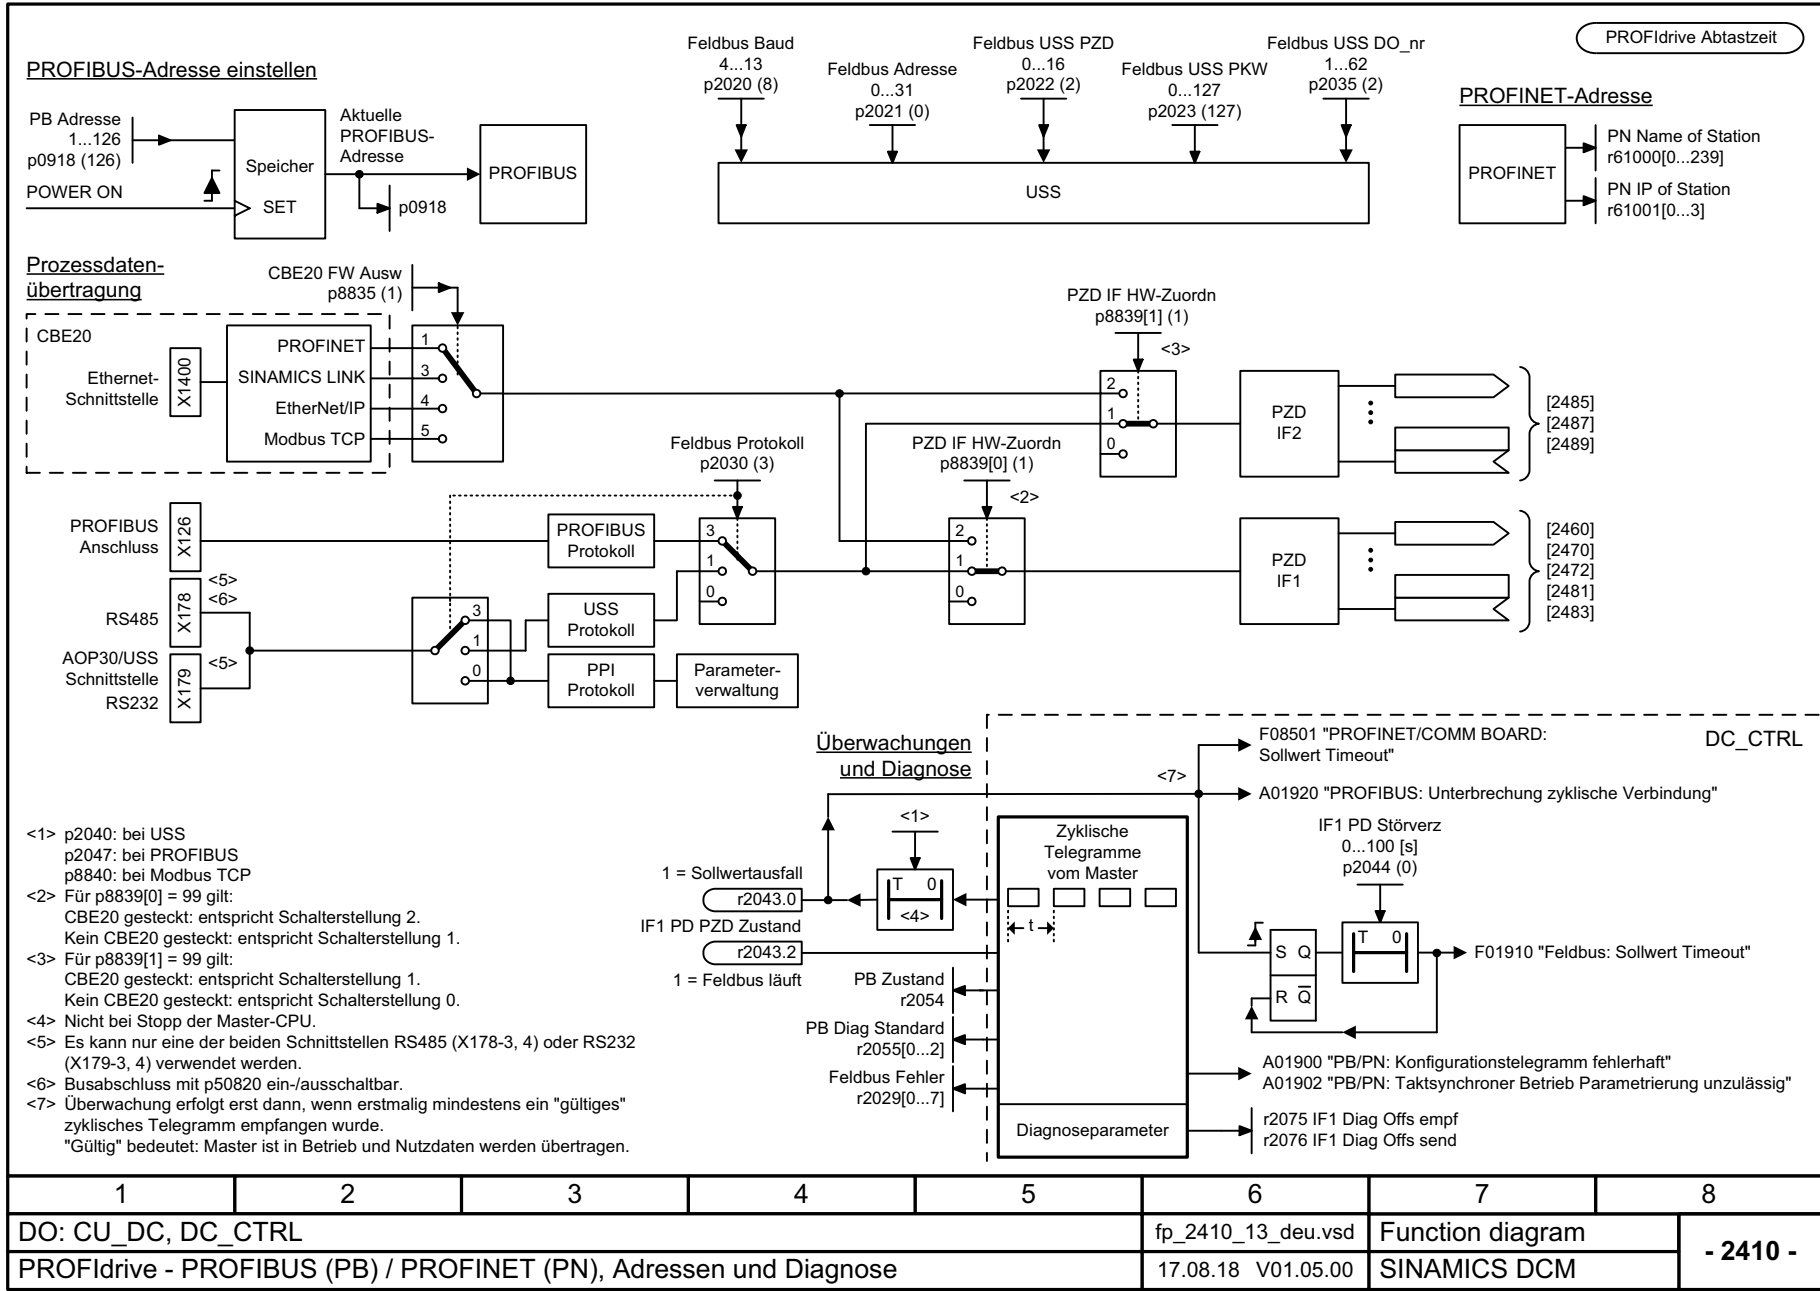 PROFIdrive Abtastzeit
PROFIBUS-Adresse einstellen
PB Adresse
1...126
p0918 (126)
POWER ON
Speicher
SET
Aktuelle
PROFIBUS-
Adresse
p0918
PROFIBUS
Feldbus Baud
4...13
p2020 (8)
Feldbus Adresse
0...31
p2021 (0)
Feldbus USS PZD
0...16
p2022 (2)
Feldbus USS PKW
0...127
p2023 (127)
Feldbus USS DO_nr
1...62
p2035 (2)
USS
PROFINET-Adresse
PROFINET
PN Name of Station
r61000[0...239]
PN IP of Station
r61001[0...3]
Prozessdaten-
übertragung
CBE20 FW Ausw
p8835 (1)
CBE20
Ethernet-
Schnittstelle
X1400
PROFINET
SINAMICS LINK
EtherNet/IP
Modbus TCP
1
3
4
5
PZD IF HW-Zuordn
p8839[1] (1)
<3>
2
1
0
PZD
IF2
[2485]
[2487]
[2489]
Feldbus Protokoll
p2030 (3)
PZD IF HW-Zuordn
p8839[0] (1)
<2>
PROFIBUS
Anschluss
X126
PROFIBUS
Protokoll
3
1
0
2
1
0
PZD
IF1
[2460]
[2470]
[2472]
[2481]
[2483]
<5>
<6>
RS485
X178
AOP30/USS
Schnittstelle
RS232
X179
<5>
3
1
0
USS
Protokoll
PPI
Protokoll
Parameter-
verwaltung
Überwachungen
und Diagnose
DC_CTRL
F08501 "PROFINET/COMM BOARD:
Sollwert Timeout"
<7>
A01920 "PROFIBUS: Unterbrechung zyklische Verbindung"
<1>
T 0
<4>
1 = Sollwertausfall
r2043.0
IF1 PD PZD Zustand
r2043.2
1 = Feldbus läuft
Zyklische
Telegramme
vom Master
t
PB Zustand
r2054
PB Diag Standard
r2055[0...2]
Feldbus Fehler
r2029[0...7]
Diagnoseparameter
IF1 PD Störverz
0...100 [s]
p2044 (0)
S Q
R Q̅
T 0
F01910 "Feldbus: Sollwert Timeout"
A01900 "PB/PN: Konfigurationstelegramm fehlerhaft"
A01902 "PB/PN: Taktsynchroner Betrieb Parametrierung unzulässig"
r2075 IF1 Diag Offs empf
r2076 IF1 Diag Offs send
<1> p2040: bei USS
p2047: bei PROFIBUS
p8840: bei Modbus TCP
<2> Für p8839[0] = 99 gilt:
CBE20 gesteckt: entspricht Schalterstellung 2.
Kein CBE20 gesteckt: entspricht Schalterstellung 1.
<3> Für p8839[1] = 99 gilt:
CBE20 gesteckt: entspricht Schalterstellung 1.
Kein CBE20 gesteckt: entspricht Schalterstellung 0.
<4> Nicht bei Stopp der Master-CPU.
<5> Es kann nur eine der beiden Schnittstellen RS485 (X178-3, 4) oder RS232
(X179-3, 4) verwendet werden.
<6> Busabschluss mit p50820 ein-/ausschaltbar.
<7> Überwachung erfolgt erst dann, wenn erstmalig mindestens ein "gültiges"
zyklisches Telegramm empfangen wurde.
"Gültig" bedeutet: Master ist in Betrieb und Nutzdaten werden übertragen.
1 2 3 4 5 6 7 8
DO: CU_DC, DC_CTRL
fp_2410_13_deu.vsd
Function diagram
- 2410 -
PROFIdrive - PROFIBUS (PB) / PROFINET (PN), Adressen und Diagnose
17.08.18 V01.05.00
SINAMICS DCM